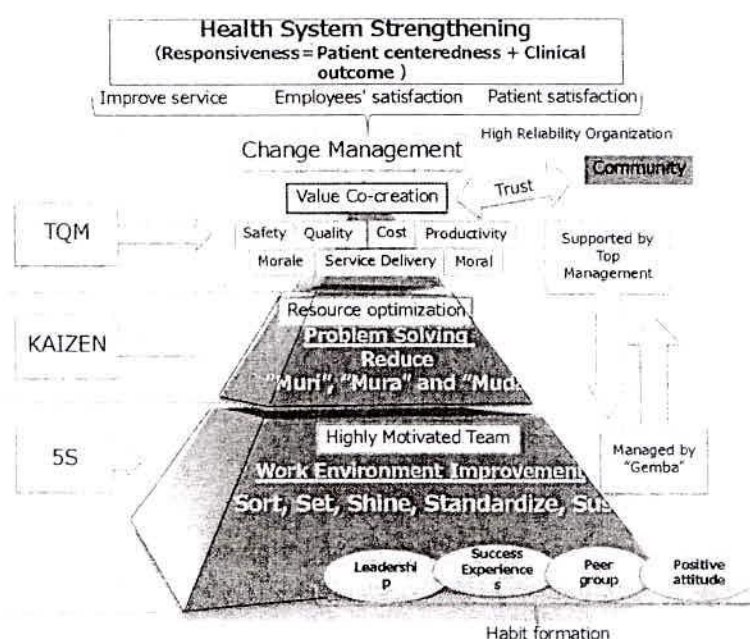 Health System Strengthening
(Responsiveness= Patient centeredness + Clinical
outcome )
Improve service Employees' satisfaction Patient satisfaction
High Reliability Organization
Change Management
Community
Trust
Value Co-creation
TQM
Safety Quality Cost Productivity
Morale Service Delivery Moral
Supported by
Top
Management
Resource optimization
Problem Solving
Reduce
"Muri", "Mura" and "Mud
KAIZEN
5S
Highly Motivated Team
Work Environment Improvement
Sort, Set, Shine, Standardize, Sus
Managed by
"Gemba"
Leadershi
p
Success
Experience
s
Peer
group
Positive
attitude
Habit formation